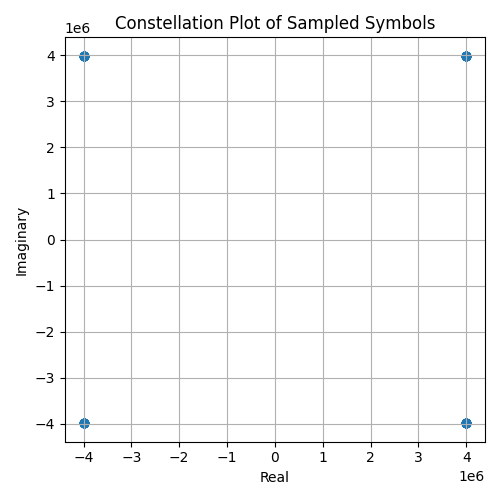 Constellation Plot of Sampled Symbols
1e6
4
3
2
1
0
−1
−2
−3
−4
Imaginary
−4 −3 −2 −1 0 1 2 3 4
Real
1e6